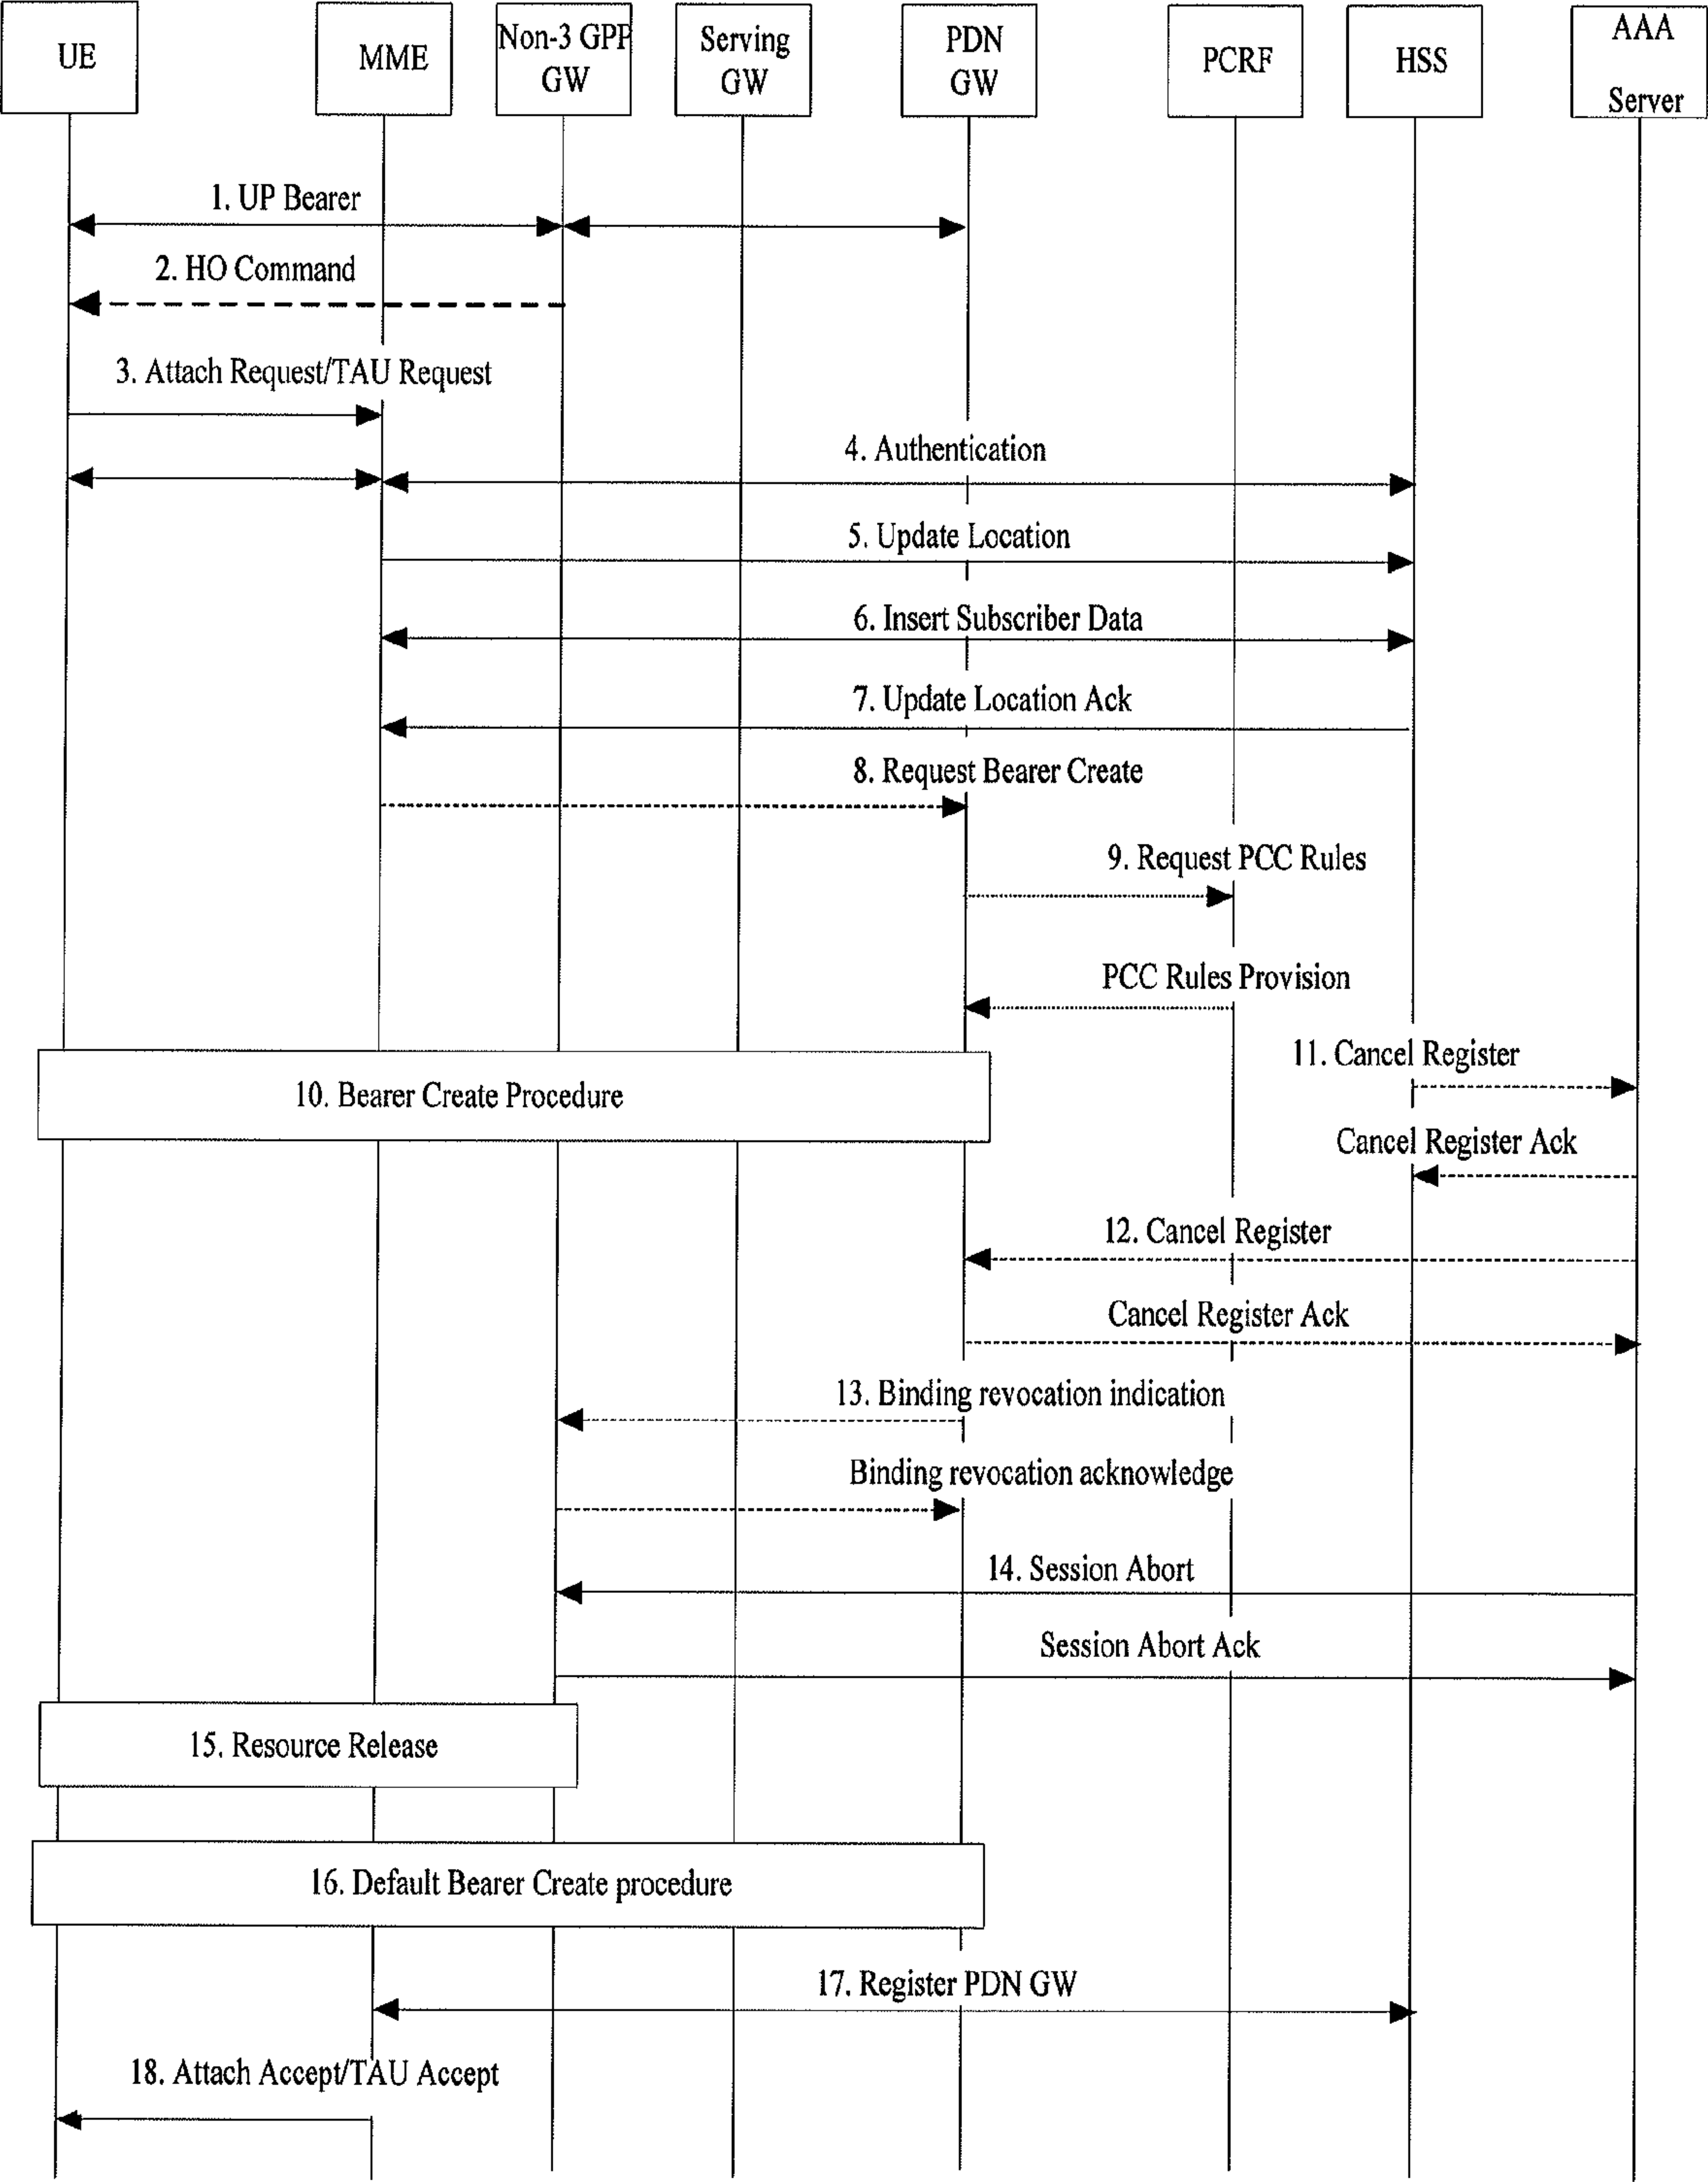 UE
MME
Non-3 GPP
GW
Serving
GW
PDN
GW
PCRF
HSS
AAA
Server
1. UP Bearer
2. HO Command
3. Attach Request/TAU Request
4. Authentication
5. Update Location
6. Insert Subscriber Data
7. Update Location Ack
8. Request Bearer Create
9. Request PCC Rules
PCC Rules Provision
11. Cancel Register
10. Bearer Create Procedure
Cancel Register Ack
12. Cancel Register
Cancel Register Ack
13. Binding revocation indication
Binding revocation acknowledge
14. Session Abort
Session Abort Ack
15. Resource Release
16. Default Bearer Create procedure
17. Register PDN GW
18. Attach Accept/TAU Accept